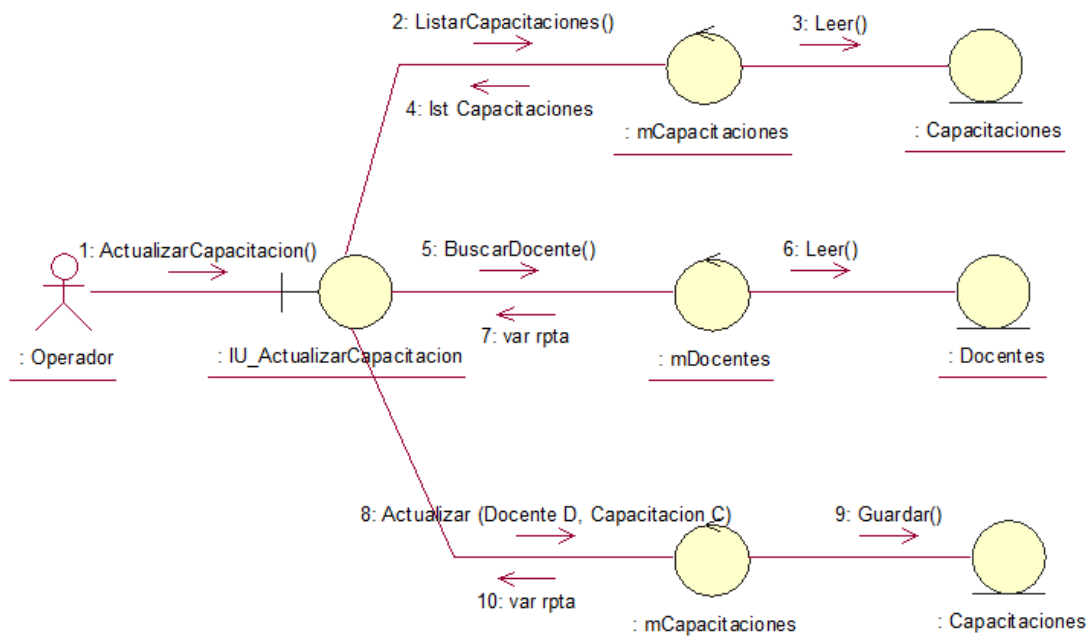 2: ListarCapacitaciones()
3: Leer()
4: lst Capacitaciones
: mCapacitaciones
: Capacitaciones
1: ActualizarCapacitacion()
5: BuscarDocente()
6: Leer()
7: var rpta
: Operador
: IU_ActualizarCapacitacion
: mDocentes
: Docentes
8: Actualizar (Docente D, Capacitacion C)
9: Guardar()
10: var rpta
: mCapacitaciones
: Capacitaciones